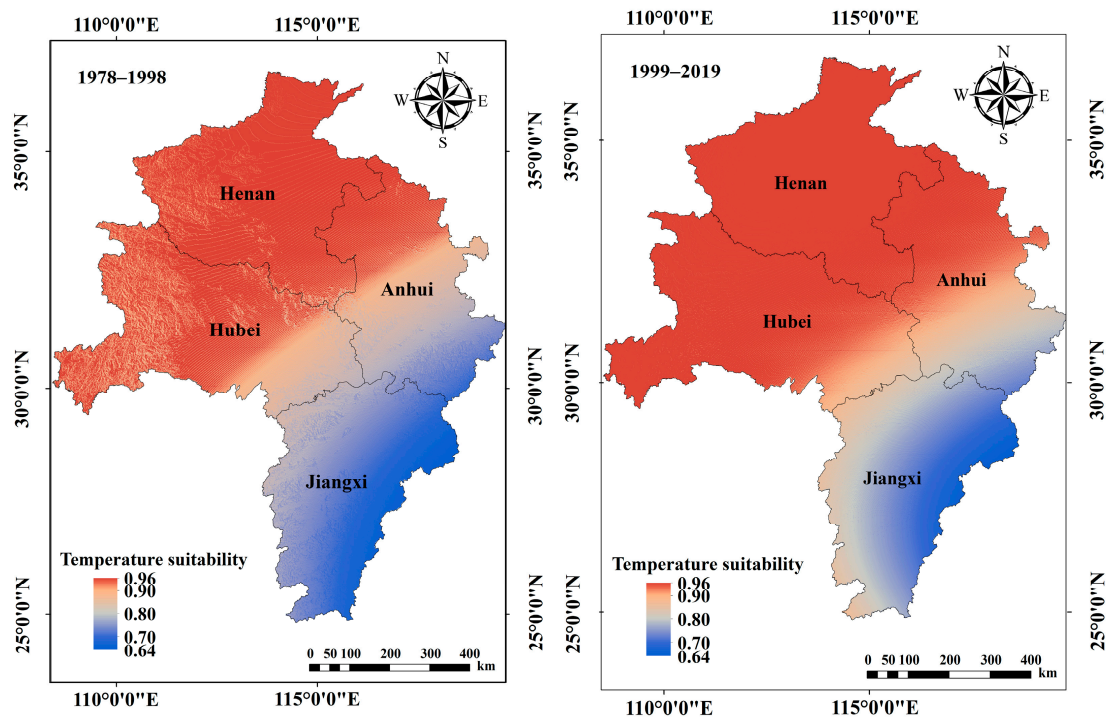 110°0'0"E 115°0'0"E
1978–1998
N
W E
S
35°0'0"N
35°0'0"N
Henan
Anhui
Hubei
30°0'0"N
30°0'0"N
Jiangxi
Temperature suitability
0.96
0.90
0.80
0.70
0.64
25°0'0"N
25°0'0"N
0 50 100 200 300 400
km
110°0'0"E 115°0'0"E
110°0'0"E 115°0'0"E
1999–2019
N
W E
S
35°0'0"N
35°0'0"N
Henan
Anhui
Hubei
30°0'0"N
30°0'0"N
Jiangxi
Temperature suitability
0.96
0.90
0.80
0.70
0.64
25°0'0"N
25°0'0"N
0 50 100 200 300 400
km
110°0'0"E 115°0'0"E